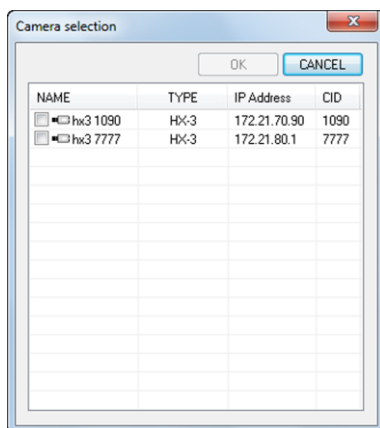 Camera selection
OK CANCEL
NAME TYPE IP Address CID
hx3 1090 HX-3 172.21.70.90 1090
hx3 7777 HX-3 172.21.80.1 7777